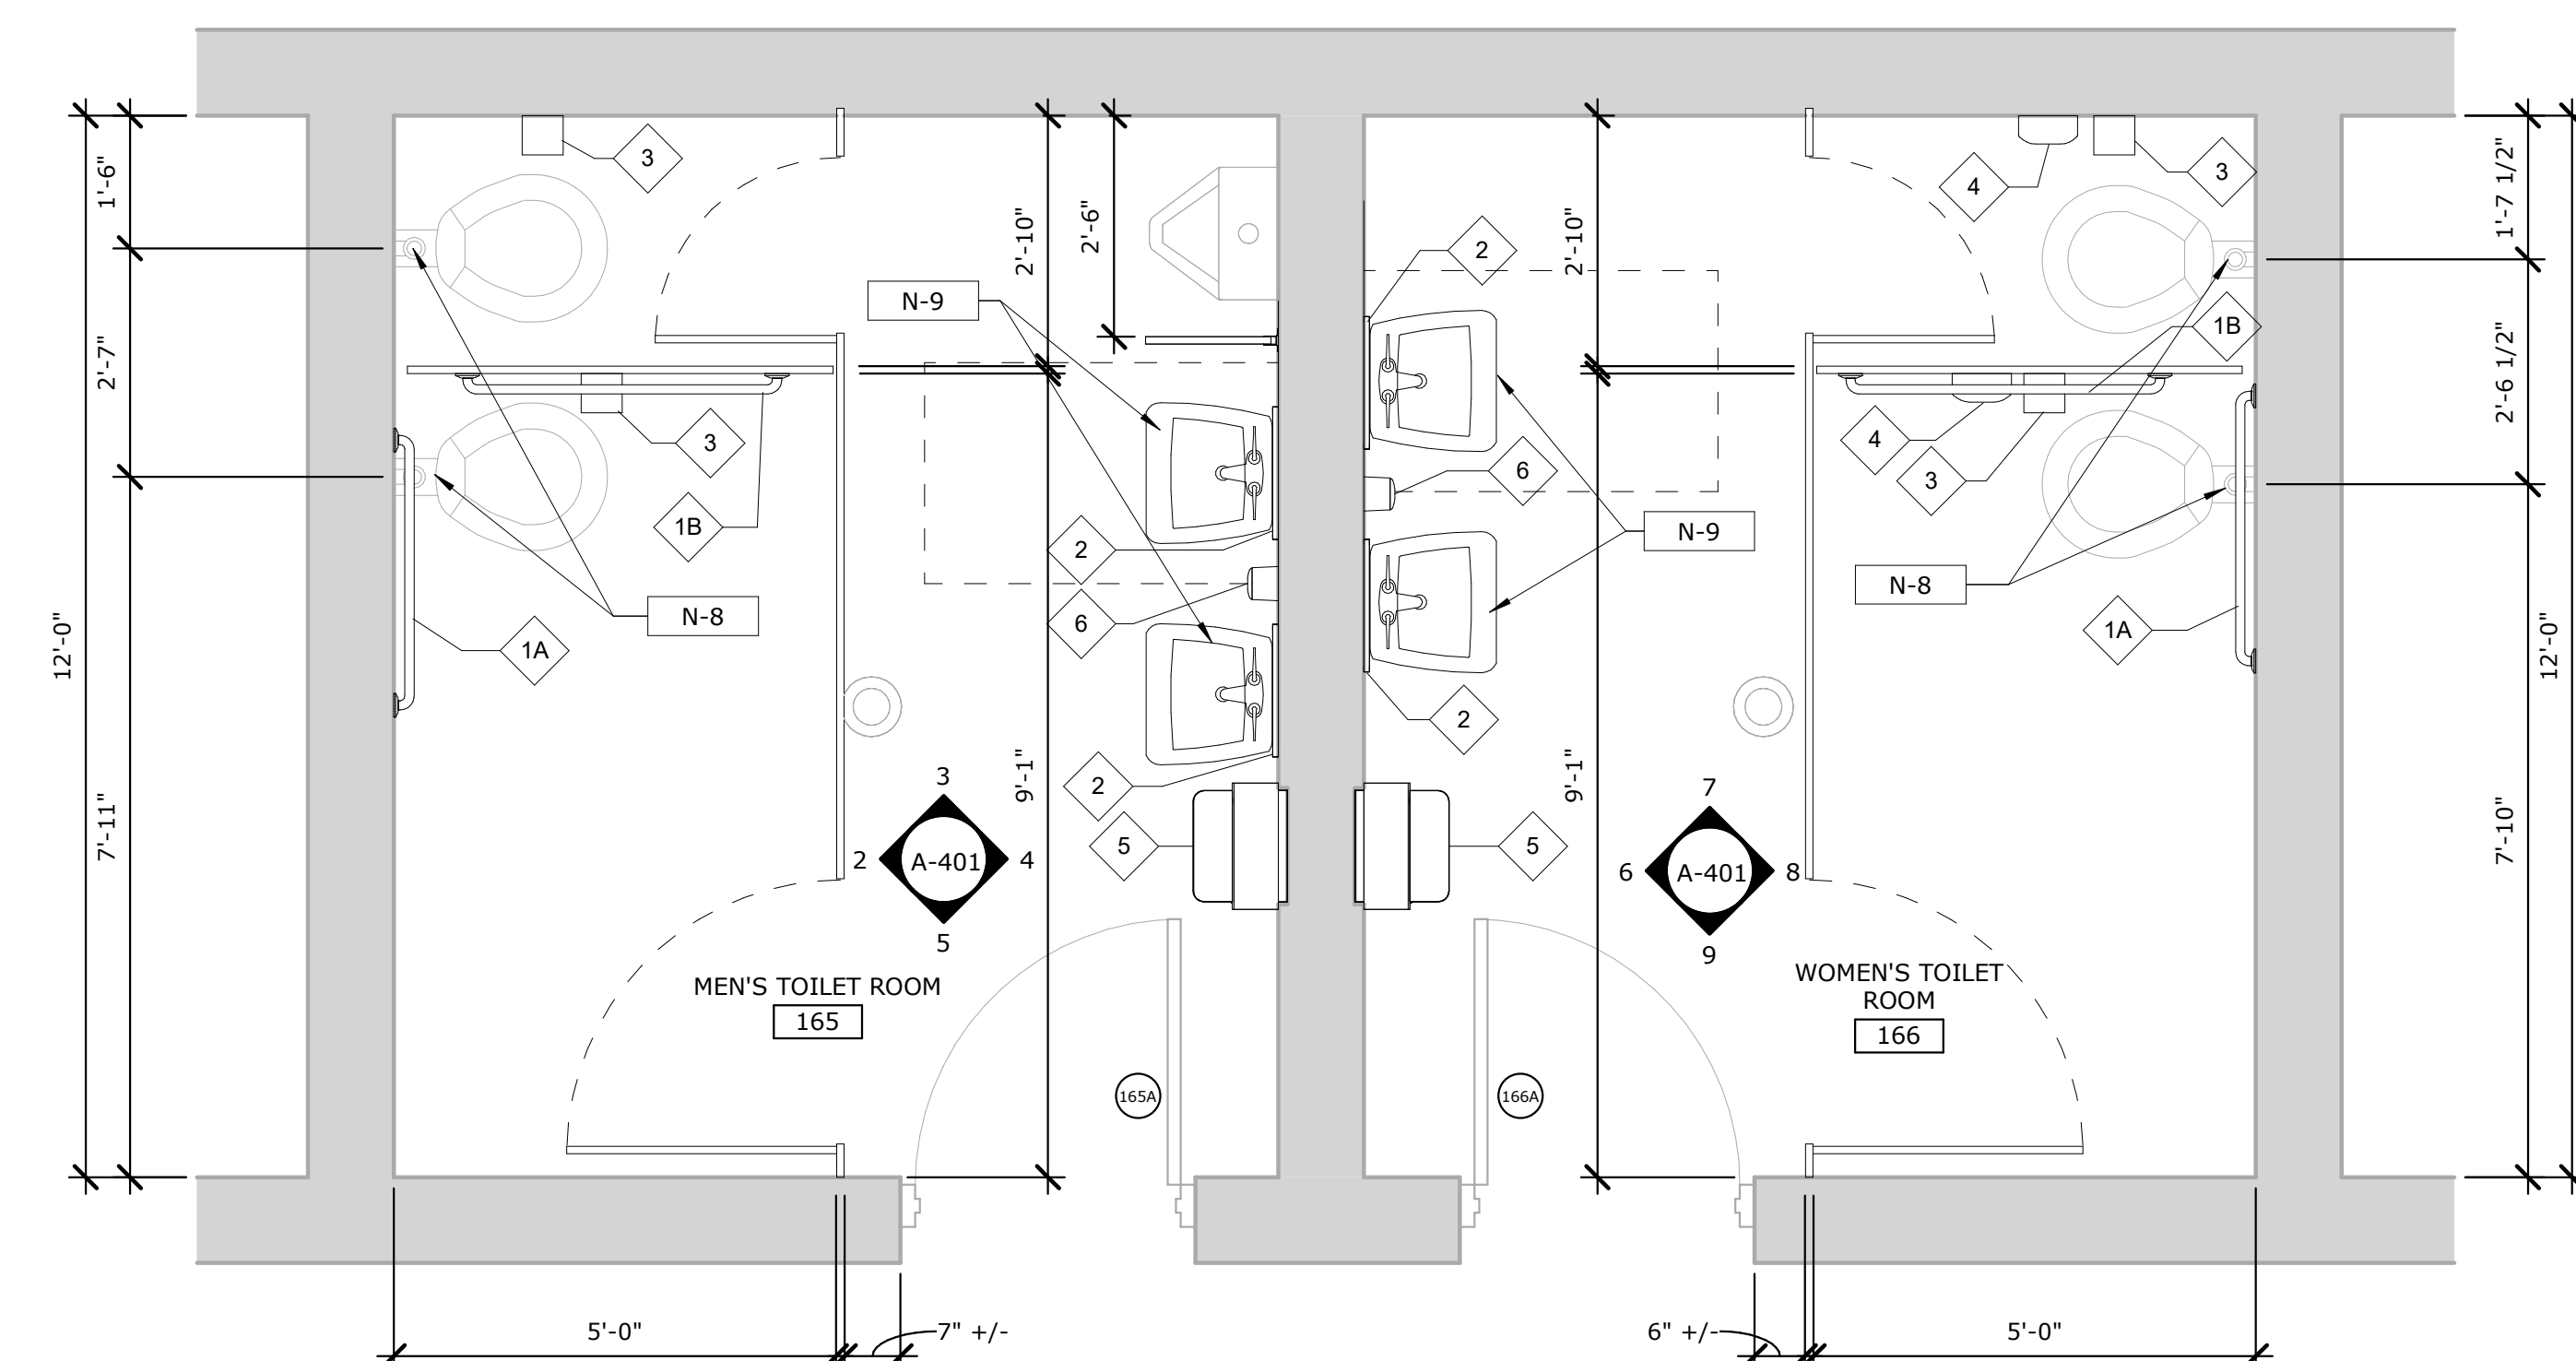 3
4
3
1'-6"
1'-7 1/2"
2'-10"
2'-6"
2'-10"
2
N-9
1B
2'-7"
2'-6 1/2"
3
4
3
6
1B
N-9
2
N-8
N-8
6
1A
1A
12'-0"
12'-0"
2
2
9'-1"
9'-1"
7'-11"
7'-10"
5
5
3
2
A-401
4
5
7
6
A-401
8
9
MEN'S TOILET ROOM
165
WOMEN'S TOILET
ROOM
166
165A
166A
5'-0"
7" +/-
6" +/-
5'-0"